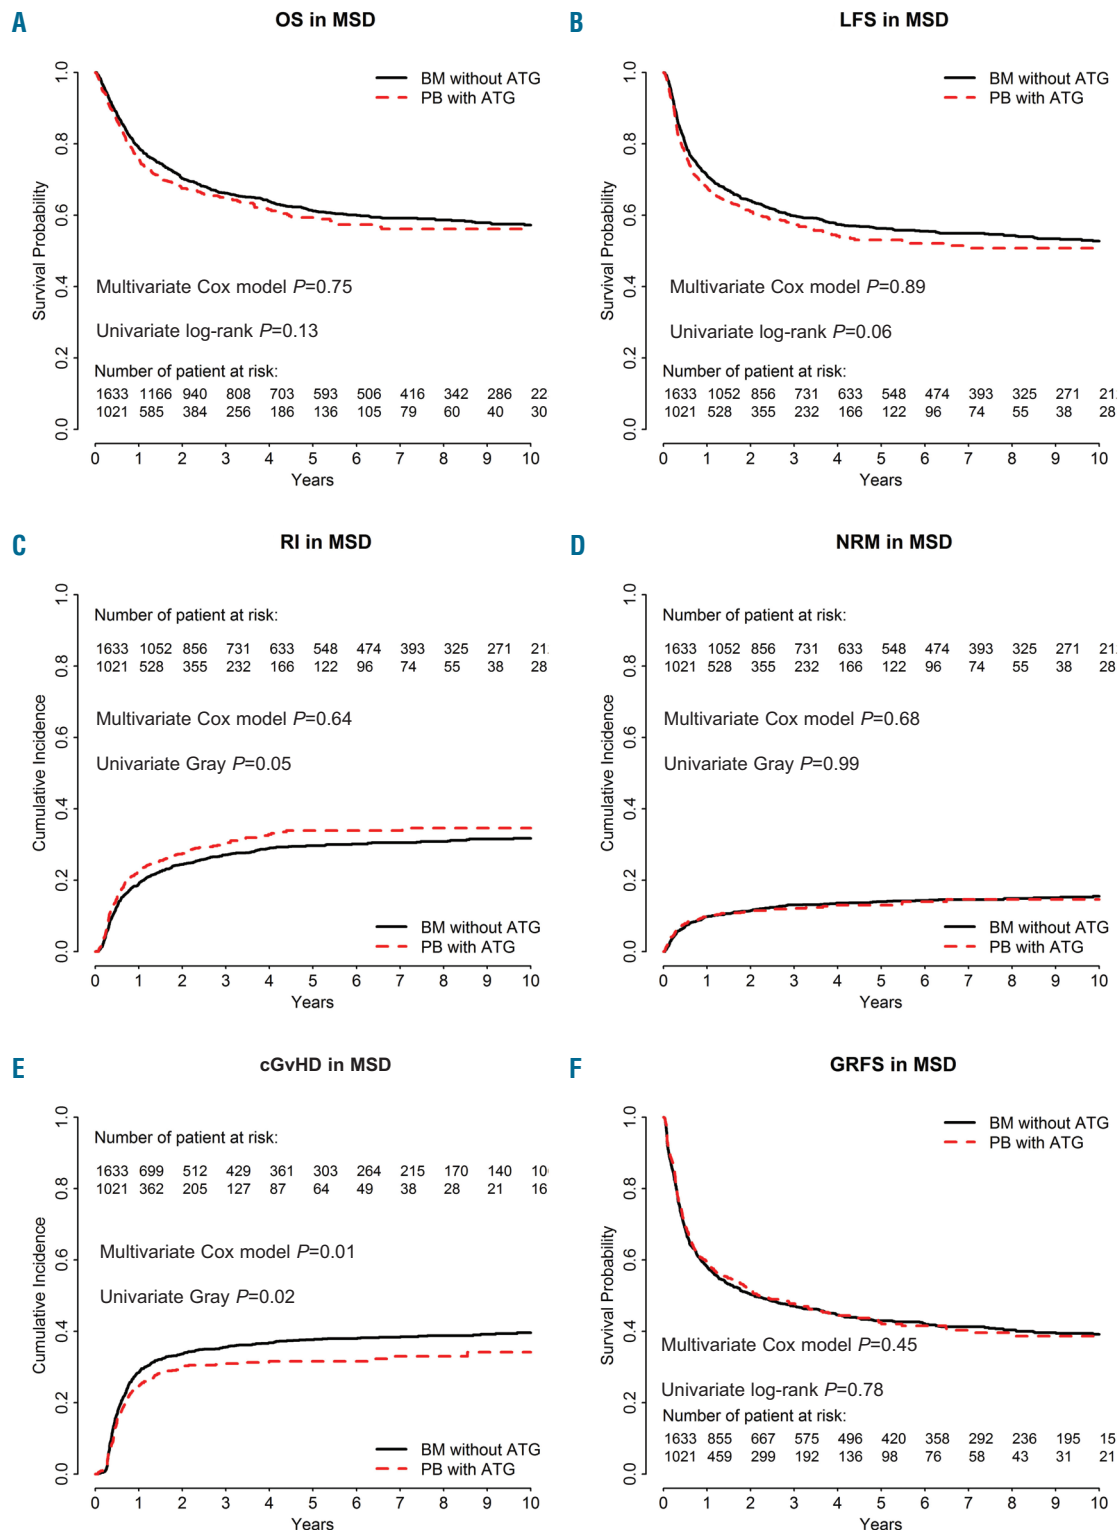 A
OS in MSD
BM without ATG
PB with ATG
Survival Probability
1.0
0.8
0.6
0.4
0.2
0.0
Multivariate Cox model P=0.75
Univariate log-rank P=0.13
Number of patient at risk:
1633 1166 940 808 703 593 506 416 342 286 22
1021 585 384 256 186 136 105 79 60 40 30
0 1 2 3 4 5 6 7 8 9 10
Years
B
LFS in MSD
BM without ATG
PB with ATG
Survival Probability
1.0
0.8
0.6
0.4
0.2
0.0
Multivariate Cox model P=0.89
Univariate log-rank P=0.06
Number of patient at risk:
1633 1052 856 731 633 548 474 393 325 271 21
1021 528 355 232 166 122 96 74 55 38 28
0 1 2 3 4 5 6 7 8 9 10
Years
C
RI in MSD
Cumulative Incidence
1.0
0.8
0.6
0.4
0.2
0.0
Number of patient at risk:
1633 1052 856 731 633 548 474 393 325 271 21
1021 528 355 232 166 122 96 74 55 38 28
Multivariate Cox model P=0.64
Univariate Gray P=0.05
BM without ATG
PB with ATG
0 1 2 3 4 5 6 7 8 9 10
Years
D
NRM in MSD
Cumulative Incidence
1.0
0.8
0.6
0.4
0.2
0.0
Number of patient at risk:
1633 1052 856 731 633 548 474 393 325 271 21
1021 528 355 232 166 122 96 74 55 38 28
Multivariate Cox model P=0.68
Univariate Gray P=0.99
BM without ATG
PB with ATG
0 1 2 3 4 5 6 7 8 9 10
Years
E
cGvHD in MSD
Cumulative Incidence
1.0
0.8
0.6
0.4
0.2
0.0
Number of patient at risk:
1633 699 512 429 361 303 264 215 170 140 10
1021 362 205 127 87 64 49 38 28 21 16
Multivariate Cox model P=0.01
Univariate Gray P=0.02
BM without ATG
PB with ATG
0 1 2 3 4 5 6 7 8 9 10
Years
F
GRFS in MSD
BM without ATG
PB with ATG
Survival Probability
1.0
0.8
0.6
0.4
0.2
0.0
Multivariate Cox model P=0.45
Univariate log-rank P=0.78
Number of patient at risk:
1633 855 667 575 496 420 358 292 236 195 15
1021 459 299 192 136 98 76 58 43 31 21
0 1 2 3 4 5 6 7 8 9 10
Years